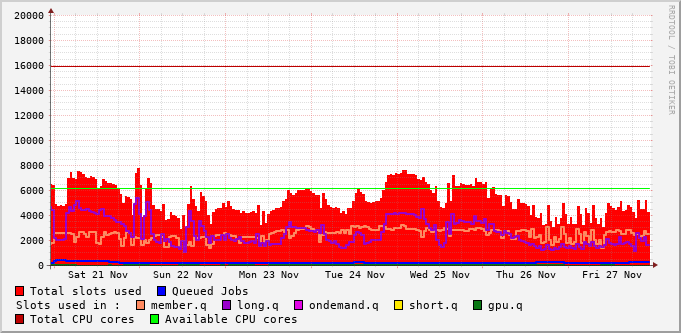 RRDTOOL / TOBI OETIKER
20000
18000
16000
14000
12000
10000
8000
6000
4000
2000
0
Sat 21 Nov Sun 22 Nov Mon 23 Nov Tue 24 Nov Wed 25 Nov Thu 26 Nov Fri 27 Nov
Total slots used Queued Jobs
Slots used in : member.q long.q ondemand.q short.q gpu.q
Total CPU cores Available CPU cores